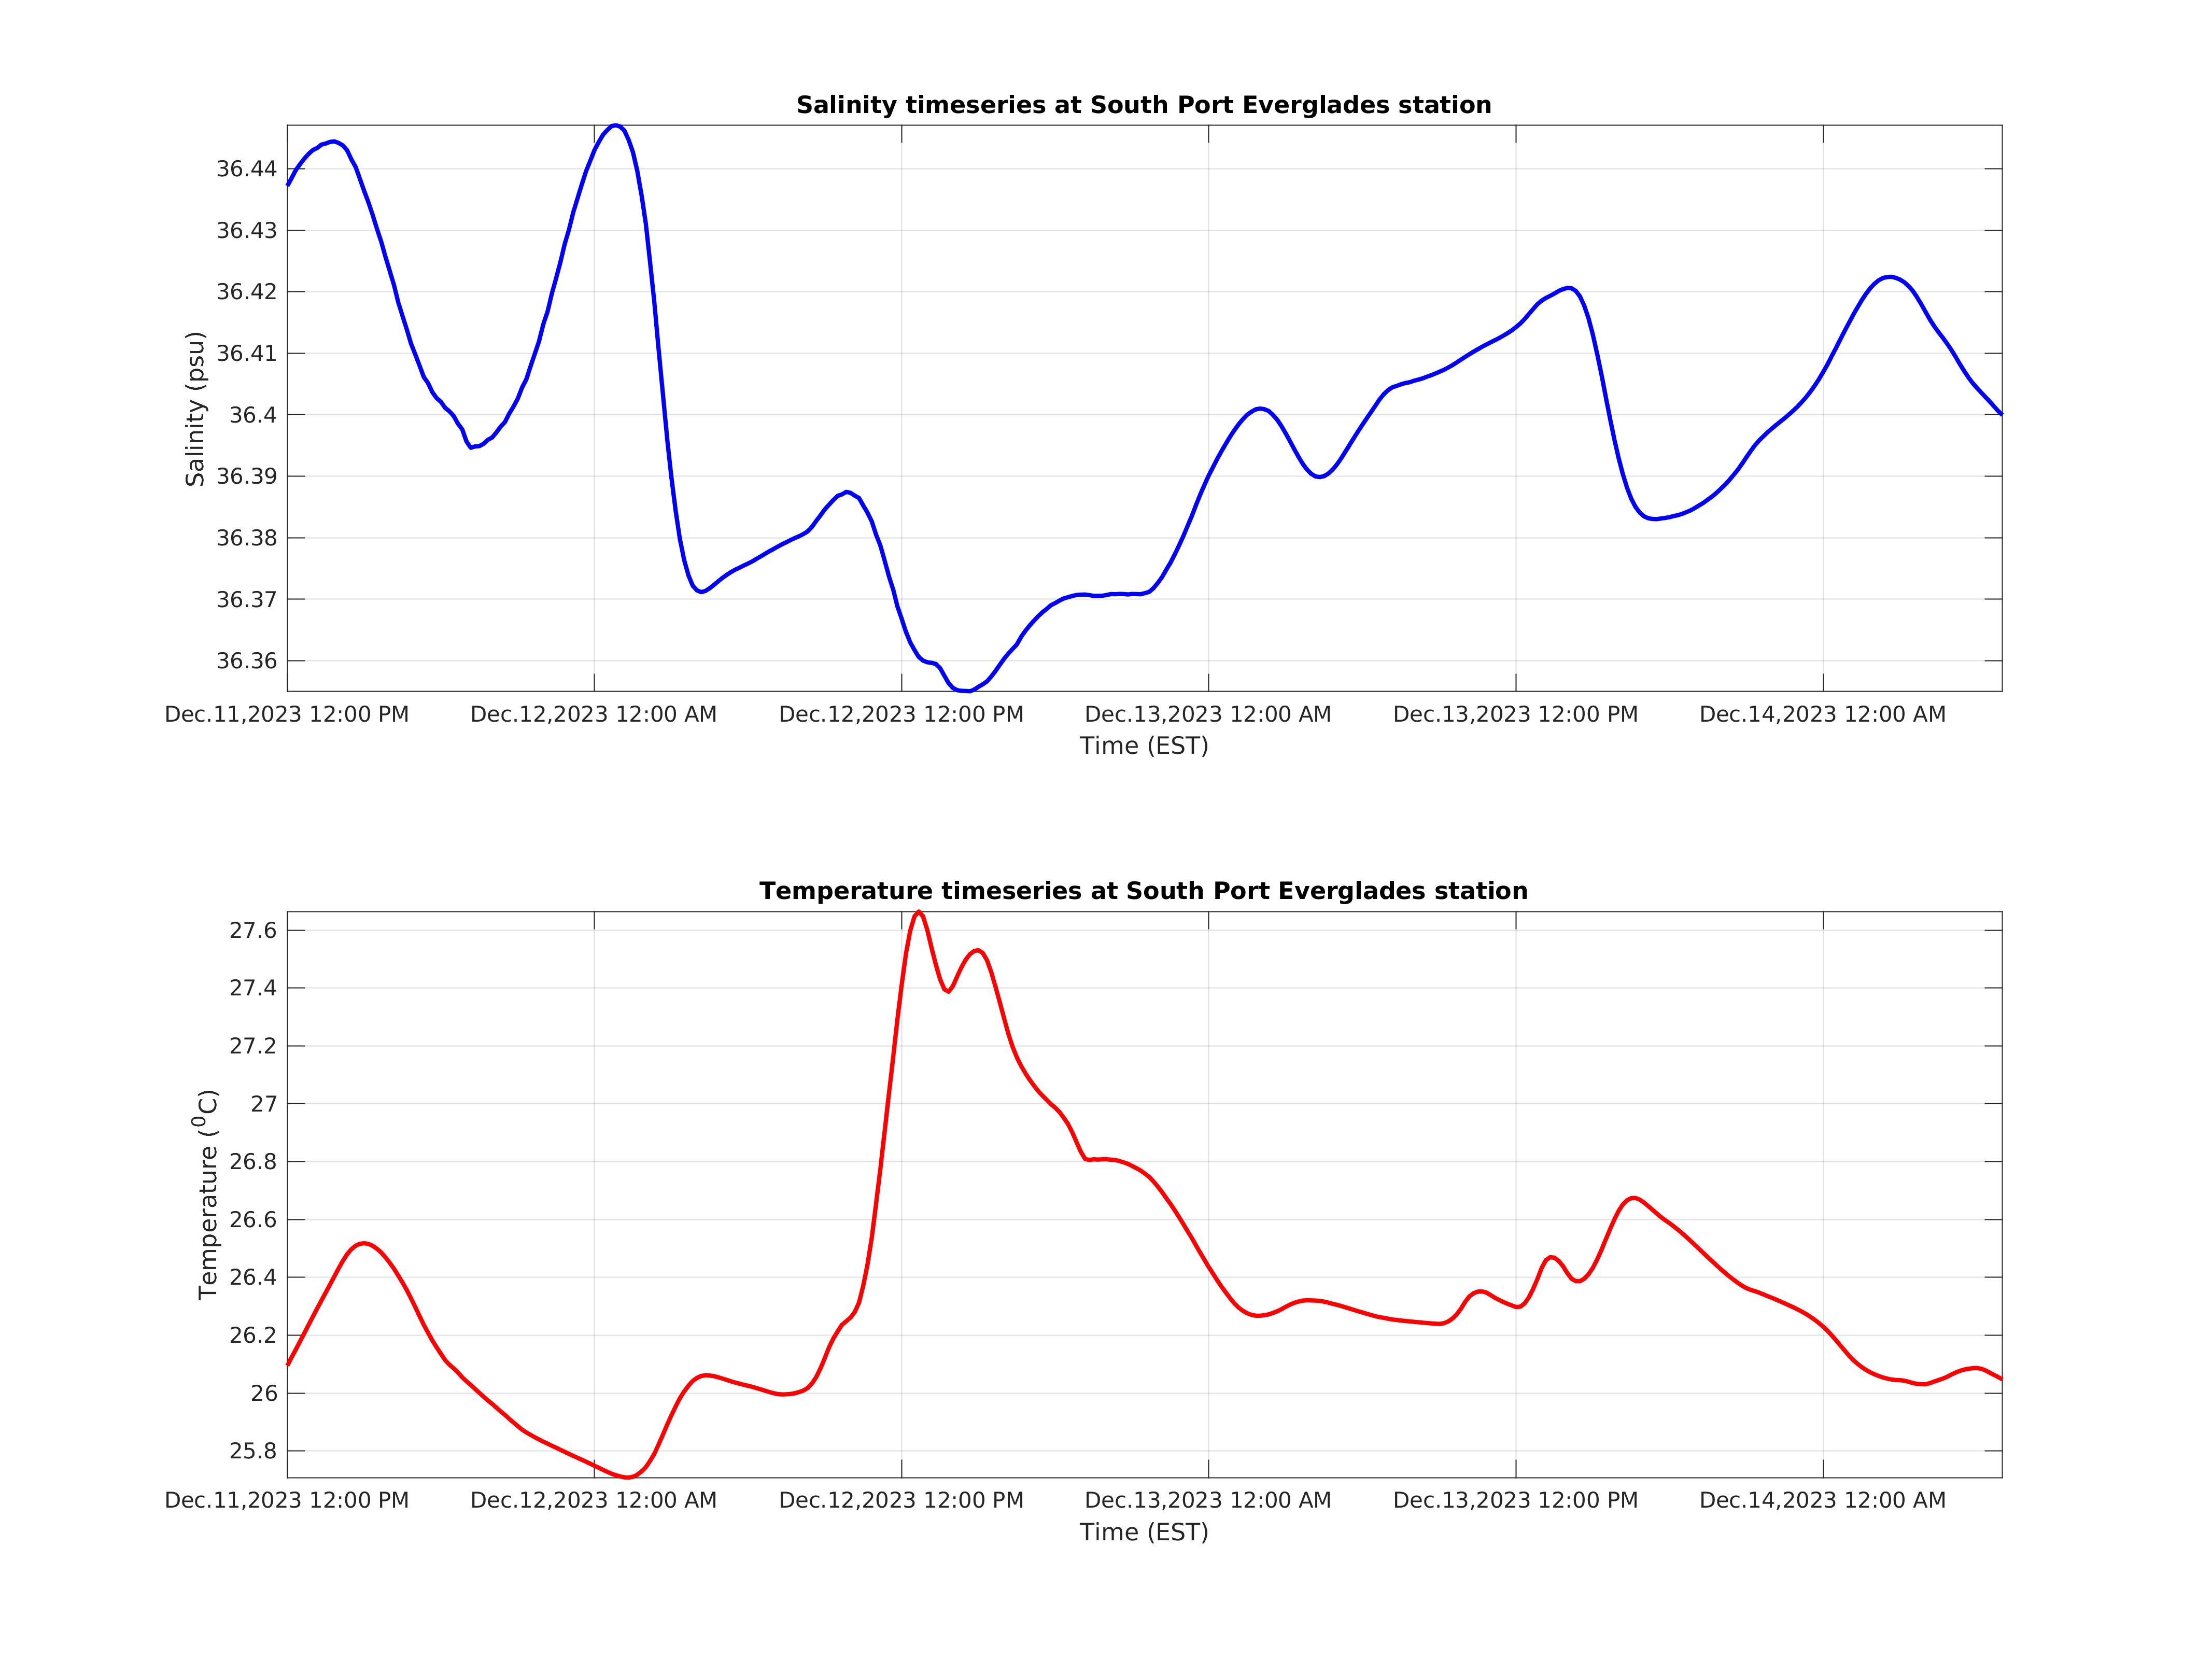 Salinity timeseries at South Port Everglades station
36.44
36.43
36.42
36.41
36.4
36.39
36.38
36.37
36.36
Salinity (psu)
Dec.11,2023 12:00 PM Dec.12,2023 12:00 AM Dec.12,2023 12:00 PM Dec.13,2023 12:00 AM Dec.13,2023 12:00 PM Dec.14,2023 12:00 AM
Time (EST)
Temperature timeseries at South Port Everglades station
27.6
27.4
27.2
27
26.8
26.6
26.4
26.2
26
25.8
Temperature (⁰C)
Dec.11,2023 12:00 PM Dec.12,2023 12:00 AM Dec.12,2023 12:00 PM Dec.13,2023 12:00 AM Dec.13,2023 12:00 PM Dec.14,2023 12:00 AM
Time (EST)